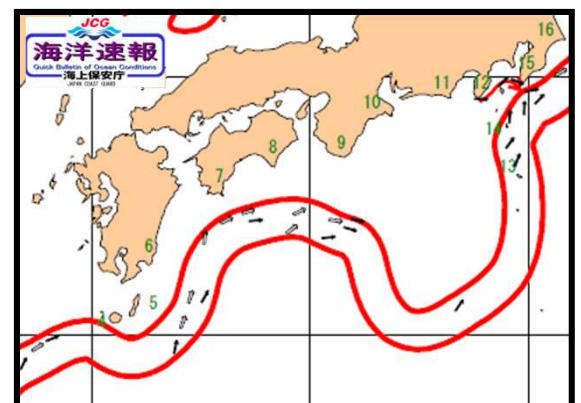 JCG
海洋速報
Quick Bulletin of Ocean Conditions
海上保安庁
JAPAN COAST GUARD
16
15
12
11
10
14
9
8
13
7
6
5
4